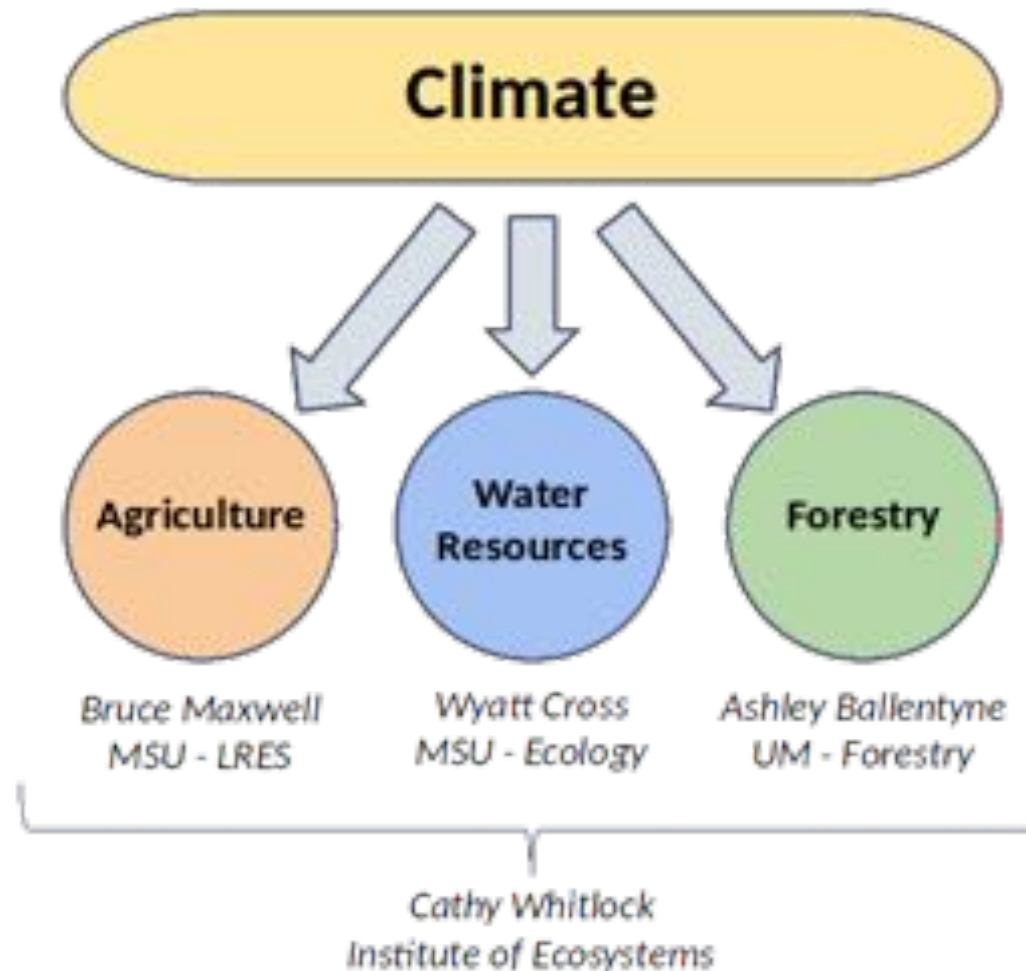 Climate
Agriculture
Water
Resources
Forestry
Bruce Maxwell
MSU - LRES
Wyatt Cross
MSU - Ecology
Ashley Ballentyne
UM - Forestry
Cathy Whitlock
Institute of Ecosystems